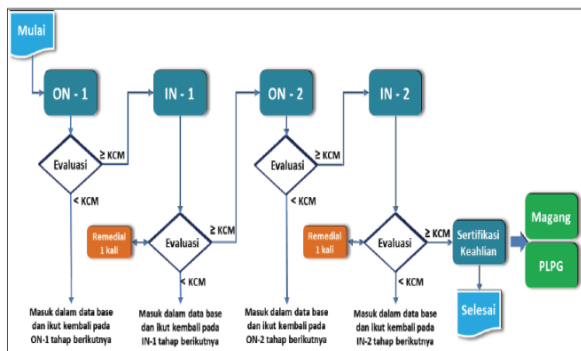 Mulai
ON - 1
IN - 1
ON - 2
IN - 2
Evaluasi
≥ KCM
< KCM
Evaluasi
≥ KCM
< KCM
Remedial
1 kali
Evaluasi
≥ KCM
< KCM
Remedial
1 kali
Evaluasi
≥ KCM
< KCM
Sertifikasi
Keahlian
Magang
PLPG
Selesai
Masuk dalam data base
dan ikut kembali pada
ON-1 tahap berikutnya
Masuk dalam data base
dan ikut kembali pada
IN-1 tahap berikutnya
Masuk dalam data base
dan ikut kembali pada
ON-2 tahap berikutnya
Masuk dalam data base
dan ikut kembali pada
IN-2 tahap berikutnya